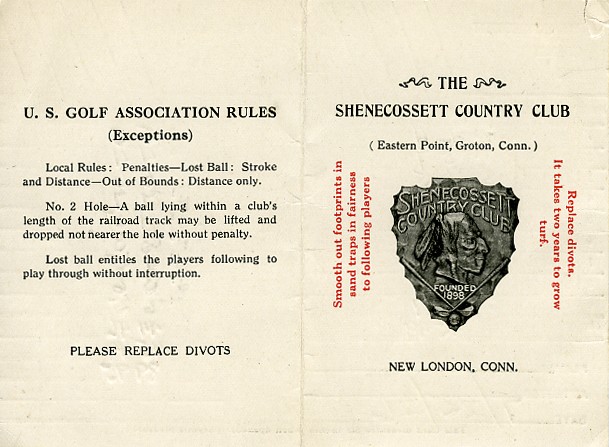 U. S. GOLF ASSOCIATION RULES
(Exceptions)
Local Rules: Penalties—Lost Ball: Stroke
and Distance—Out of Bounds: Distance only.
No. 2 Hole—A ball lying within a club's
length of the railroad track may be lifted and
dropped not nearer the hole without penalty.
Lost ball entitles the players following to
play through without interruption.
PLEASE REPLACE DIVOTS
THE
SHENECOSSETT COUNTRY CLUB
( Eastern Point, Groton, Conn. )
Smooth out footprints in
sand traps in fairness
to following players
SHENECOSSETT
COUNTRY CLUB
FOUNDED
1898
Replace divots.
It takes two years to grow
turf.
NEW LONDON, CONN.